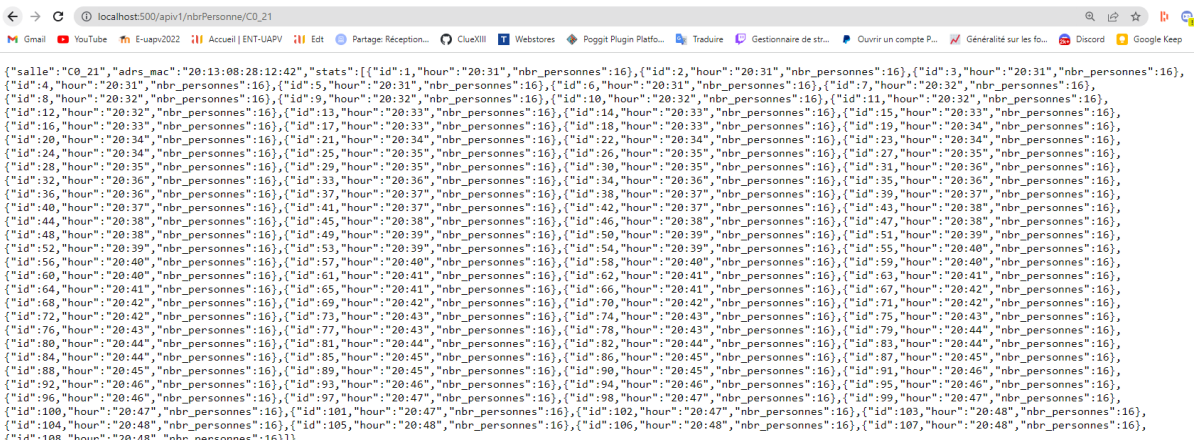 localhost:500/apiv1/nbrPersonne/C0_21
Gmail YouTube E-uapv2022 Accueil | ENT-UAPV Edt Partage: Réception... ClueXIII Webstores Poggit Plugin Platfo... Traduire Gestionnaire de str... Ouvrir un compte P... Généralité sur les fo... Discord Google Keep
{"salle":"C0_21","adrs_mac":"20:13:08:28:12:42","stats":[{"id":1,"hour":"20:31","nbr_personnes":16},{"id":2,"hour":"20:31","nbr_personnes":16},{"id":3,"hour":"20:31","nbr_personnes":16},
{"id":4,"hour":"20:31","nbr_personnes":16},{"id":5,"hour":"20:31","nbr_personnes":16},{"id":6,"hour":"20:31","nbr_personnes":16},{"id":7,"hour":"20:32","nbr_personnes":16},
{"id":8,"hour":"20:32","nbr_personnes":16},{"id":9,"hour":"20:32","nbr_personnes":16},{"id":10,"hour":"20:32","nbr_personnes":16},{"id":11,"hour":"20:32","nbr_personnes":16},
{"id":12,"hour":"20:32","nbr_personnes":16},{"id":13,"hour":"20:33","nbr_personnes":16},{"id":14,"hour":"20:33","nbr_personnes":16},{"id":15,"hour":"20:33","nbr_personnes":16},
{"id":16,"hour":"20:33","nbr_personnes":16},{"id":17,"hour":"20:33","nbr_personnes":16},{"id":18,"hour":"20:33","nbr_personnes":16},{"id":19,"hour":"20:34","nbr_personnes":16},
{"id":20,"hour":"20:34","nbr_personnes":16},{"id":21,"hour":"20:34","nbr_personnes":16},{"id":22,"hour":"20:34","nbr_personnes":16},{"id":23,"hour":"20:34","nbr_personnes":16},
{"id":24,"hour":"20:34","nbr_personnes":16},{"id":25,"hour":"20:35","nbr_personnes":16},{"id":26,"hour":"20:35","nbr_personnes":16},{"id":27,"hour":"20:35","nbr_personnes":16},
{"id":28,"hour":"20:35","nbr_personnes":16},{"id":29,"hour":"20:35","nbr_personnes":16},{"id":30,"hour":"20:35","nbr_personnes":16},{"id":31,"hour":"20:36","nbr_personnes":16},
{"id":32,"hour":"20:36","nbr_personnes":16},{"id":33,"hour":"20:36","nbr_personnes":16},{"id":34,"hour":"20:36","nbr_personnes":16},{"id":35,"hour":"20:36","nbr_personnes":16},
{"id":36,"hour":"20:36","nbr_personnes":16},{"id":37,"hour":"20:37","nbr_personnes":16},{"id":38,"hour":"20:37","nbr_personnes":16},{"id":39,"hour":"20:37","nbr_personnes":16},
{"id":40,"hour":"20:37","nbr_personnes":16},{"id":41,"hour":"20:37","nbr_personnes":16},{"id":42,"hour":"20:37","nbr_personnes":16},{"id":43,"hour":"20:38","nbr_personnes":16},
{"id":44,"hour":"20:38","nbr_personnes":16},{"id":45,"hour":"20:38","nbr_personnes":16},{"id":46,"hour":"20:38","nbr_personnes":16},{"id":47,"hour":"20:38","nbr_personnes":16},
{"id":48,"hour":"20:38","nbr_personnes":16},{"id":49,"hour":"20:39","nbr_personnes":16},{"id":50,"hour":"20:39","nbr_personnes":16},{"id":51,"hour":"20:39","nbr_personnes":16},
{"id":52,"hour":"20:39","nbr_personnes":16},{"id":53,"hour":"20:39","nbr_personnes":16},{"id":54,"hour":"20:39","nbr_personnes":16},{"id":55,"hour":"20:40","nbr_personnes":16},
{"id":56,"hour":"20:40","nbr_personnes":16},{"id":57,"hour":"20:40","nbr_personnes":16},{"id":58,"hour":"20:40","nbr_personnes":16},{"id":59,"hour":"20:40","nbr_personnes":16},
{"id":60,"hour":"20:40","nbr_personnes":16},{"id":61,"hour":"20:41","nbr_personnes":16},{"id":62,"hour":"20:41","nbr_personnes":16},{"id":63,"hour":"20:41","nbr_personnes":16},
{"id":64,"hour":"20:41","nbr_personnes":16},{"id":65,"hour":"20:41","nbr_personnes":16},{"id":66,"hour":"20:41","nbr_personnes":16},{"id":67,"hour":"20:42","nbr_personnes":16},
{"id":68,"hour":"20:42","nbr_personnes":16},{"id":69,"hour":"20:42","nbr_personnes":16},{"id":70,"hour":"20:42","nbr_personnes":16},{"id":71,"hour":"20:42","nbr_personnes":16},
{"id":72,"hour":"20:42","nbr_personnes":16},{"id":73,"hour":"20:43","nbr_personnes":16},{"id":74,"hour":"20:43","nbr_personnes":16},{"id":75,"hour":"20:43","nbr_personnes":16},
{"id":76,"hour":"20:43","nbr_personnes":16},{"id":77,"hour":"20:43","nbr_personnes":16},{"id":78,"hour":"20:43","nbr_personnes":16},{"id":79,"hour":"20:44","nbr_personnes":16},
{"id":80,"hour":"20:44","nbr_personnes":16},{"id":81,"hour":"20:44","nbr_personnes":16},{"id":82,"hour":"20:44","nbr_personnes":16},{"id":83,"hour":"20:44","nbr_personnes":16},
{"id":84,"hour":"20:44","nbr_personnes":16},{"id":85,"hour":"20:45","nbr_personnes":16},{"id":86,"hour":"20:45","nbr_personnes":16},{"id":87,"hour":"20:45","nbr_personnes":16},
{"id":88,"hour":"20:45","nbr_personnes":16},{"id":89,"hour":"20:45","nbr_personnes":16},{"id":90,"hour":"20:45","nbr_personnes":16},{"id":91,"hour":"20:46","nbr_personnes":16},
{"id":92,"hour":"20:46","nbr_personnes":16},{"id":93,"hour":"20:46","nbr_personnes":16},{"id":94,"hour":"20:46","nbr_personnes":16},{"id":95,"hour":"20:46","nbr_personnes":16},
{"id":96,"hour":"20:46","nbr_personnes":16},{"id":97,"hour":"20:47","nbr_personnes":16},{"id":98,"hour":"20:47","nbr_personnes":16},{"id":99,"hour":"20:47","nbr_personnes":16},
{"id":100,"hour":"20:47","nbr_personnes":16},{"id":101,"hour":"20:47","nbr_personnes":16},{"id":102,"hour":"20:47","nbr_personnes":16},{"id":103,"hour":"20:48","nbr_personnes":16},
{"id":104,"hour":"20:48","nbr_personnes":16},{"id":105,"hour":"20:48","nbr_personnes":16},{"id":106,"hour":"20:48","nbr_personnes":16},{"id":107,"hour":"20:48","nbr_personnes":16},
{"id":108,"hour":"20:48","nbr_personnes":16}]}